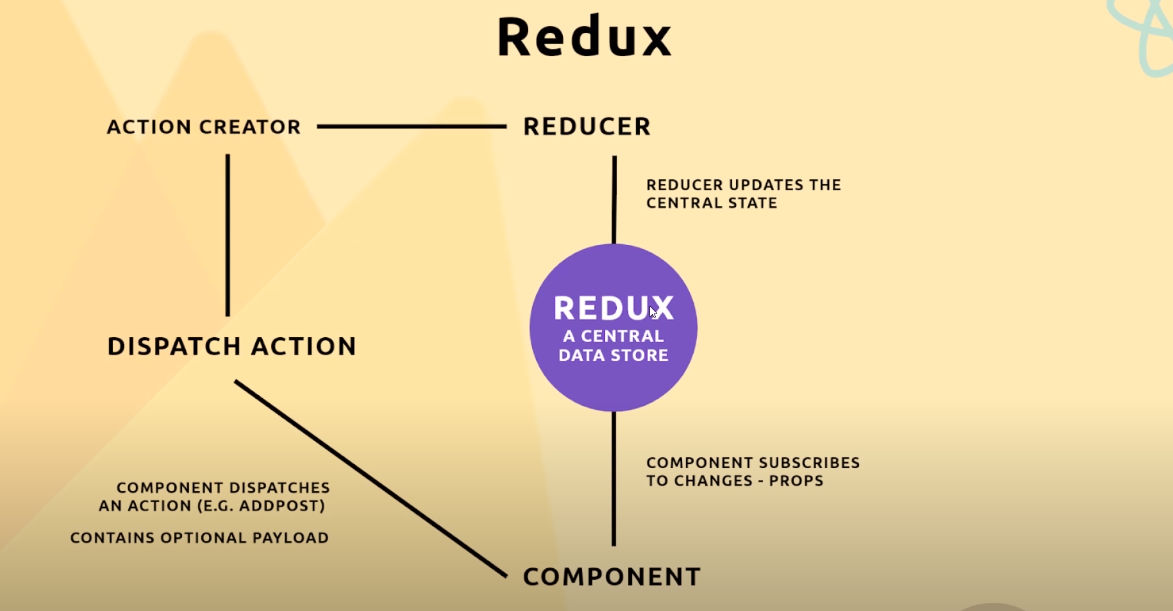 Redux
ACTION CREATOR
REDUCER
REDUCER UPDATES THE
CENTRAL STATE
REDUX
A CENTRAL
DATA STORE
DISPATCH ACTION
COMPONENT SUBSCRIBES
TO CHANGES - PROPS
COMPONENT DISPATCHES
AN ACTION (E.G. ADDPOST)
CONTAINS OPTIONAL PAYLOAD
COMPONENT